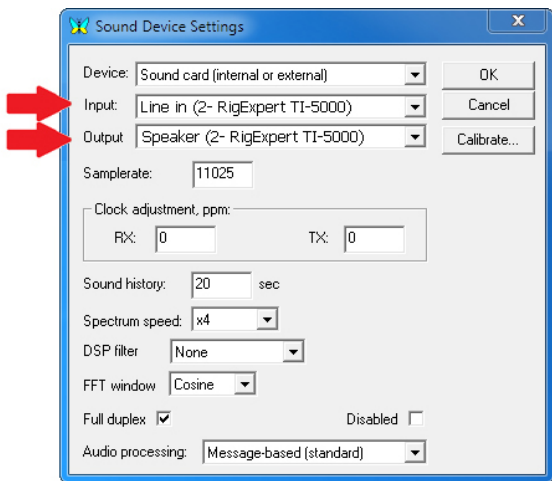 Sound Device Settings
Device: Sound card (internal or external) OK
Input: Line in (2- RigExpert TI-5000) Cancel
Output Speaker (2- RigExpert TI-5000) Calibrate...
Samplerate: 11025
Clock adjustment, ppm:
RX: 0 TX: 0
Sound history: 20 sec
Spectrum speed: x4
DSP filter None
FFT window Cosine
Full duplex Disabled
Audio processing: Message-based (standard)